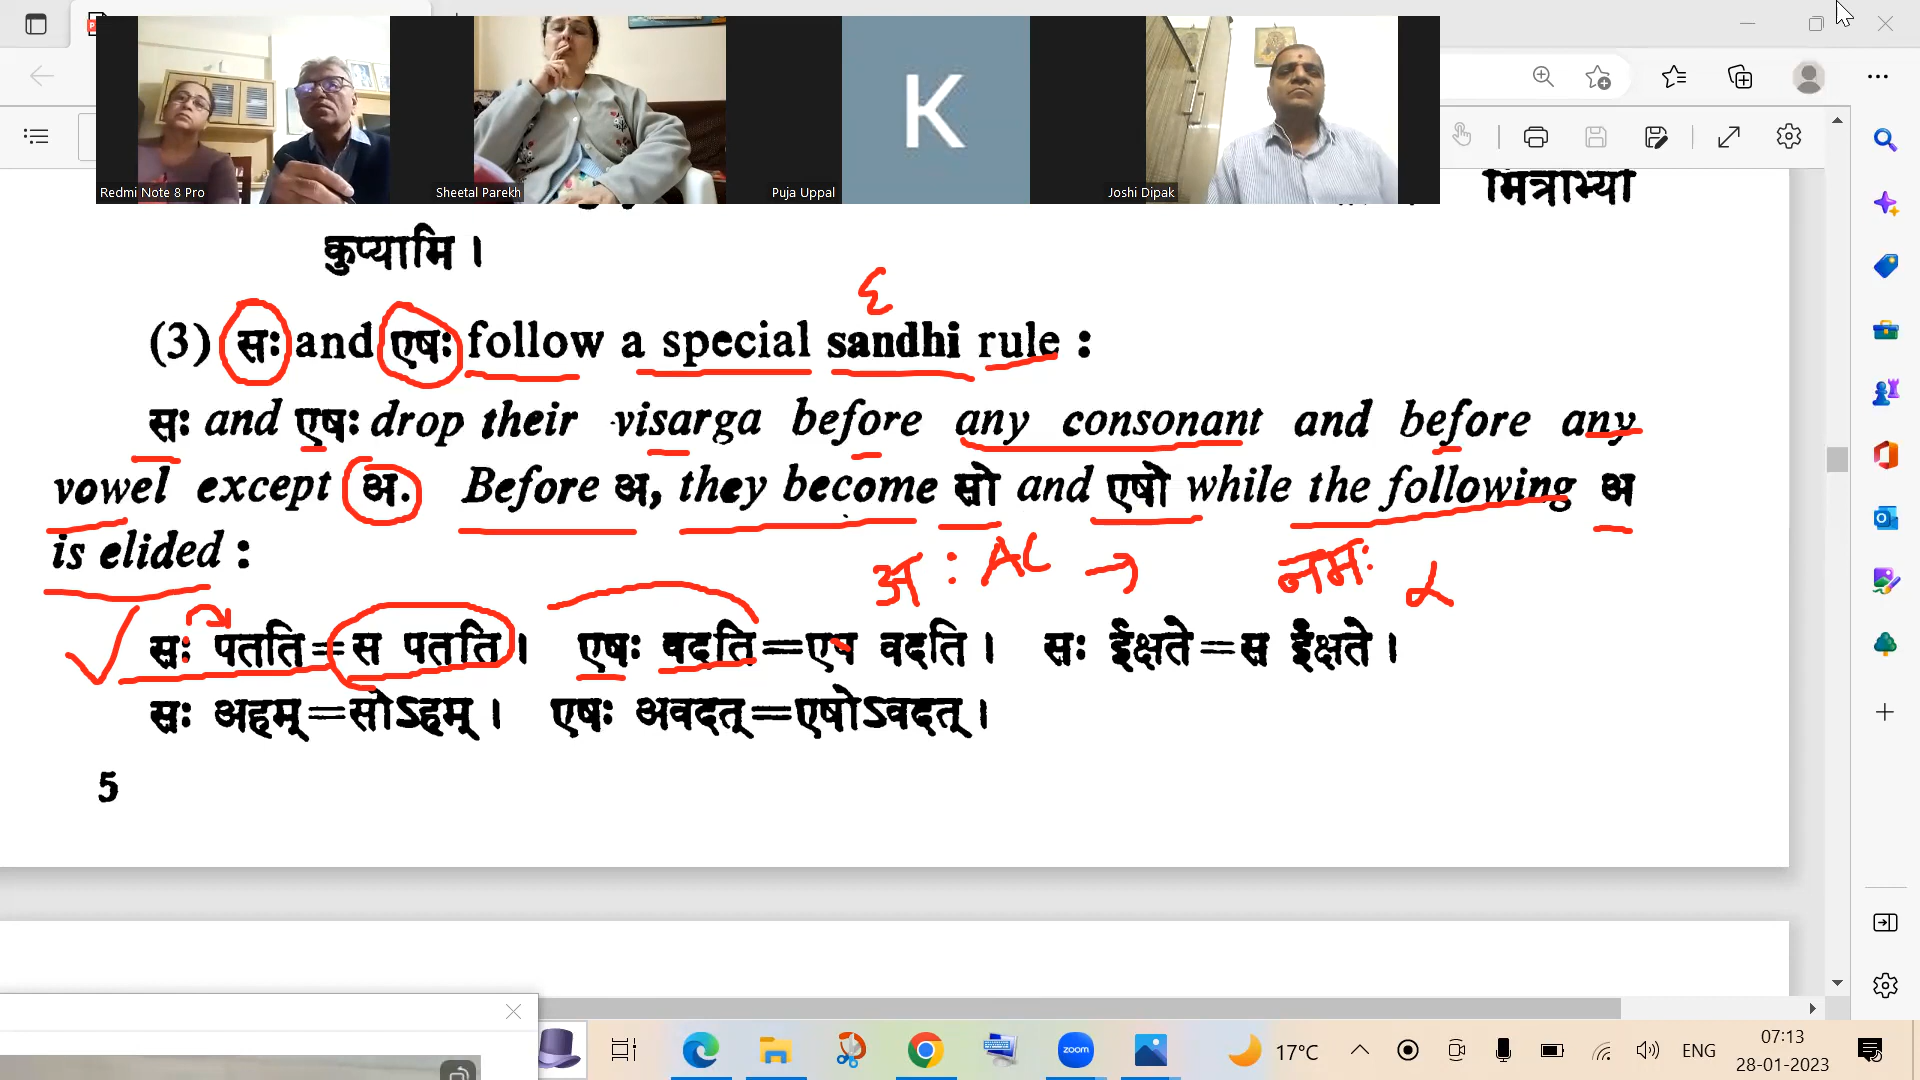 Redmi Note 8 Pro
Sheetal Parekh
Puja Uppal
K
Joshi Dipak
मित्राभ्यां
कुप्यामि ।
(3) सः and एषः follow a special sandhi rule :
सः and एषः drop their visarga before any consonant and before any
vowel except अ. Before अ, they become सो and एषो while the following अ
is elided :
अ : AC → नमः
सः पतति=स पतति । एषः वदति=एष वदति । सः ईक्षते=स ईक्षते ।
सः अहम्=सोऽहम् । एषः अवदत्=एषोऽवदत् ।
5
zoom
17°C
ENG
07:13
28-01-2023